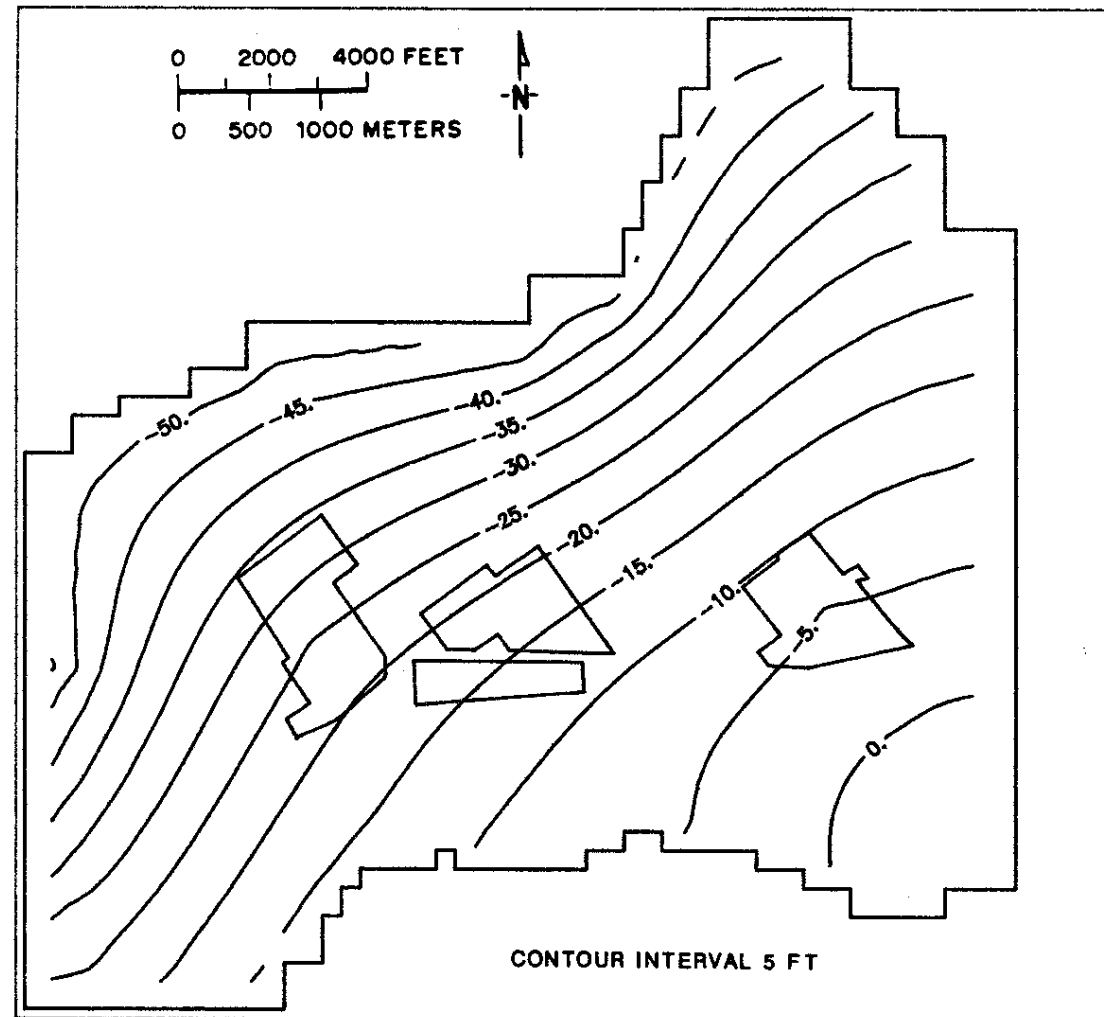 0 2000 4000 FEET
0 500 1000 METERS
-N-
-50.
-45.
-40.
-35.
-30.
-25.
-20.
-15.
-10.
-5.
0.
CONTOUR INTERVAL 5 FT